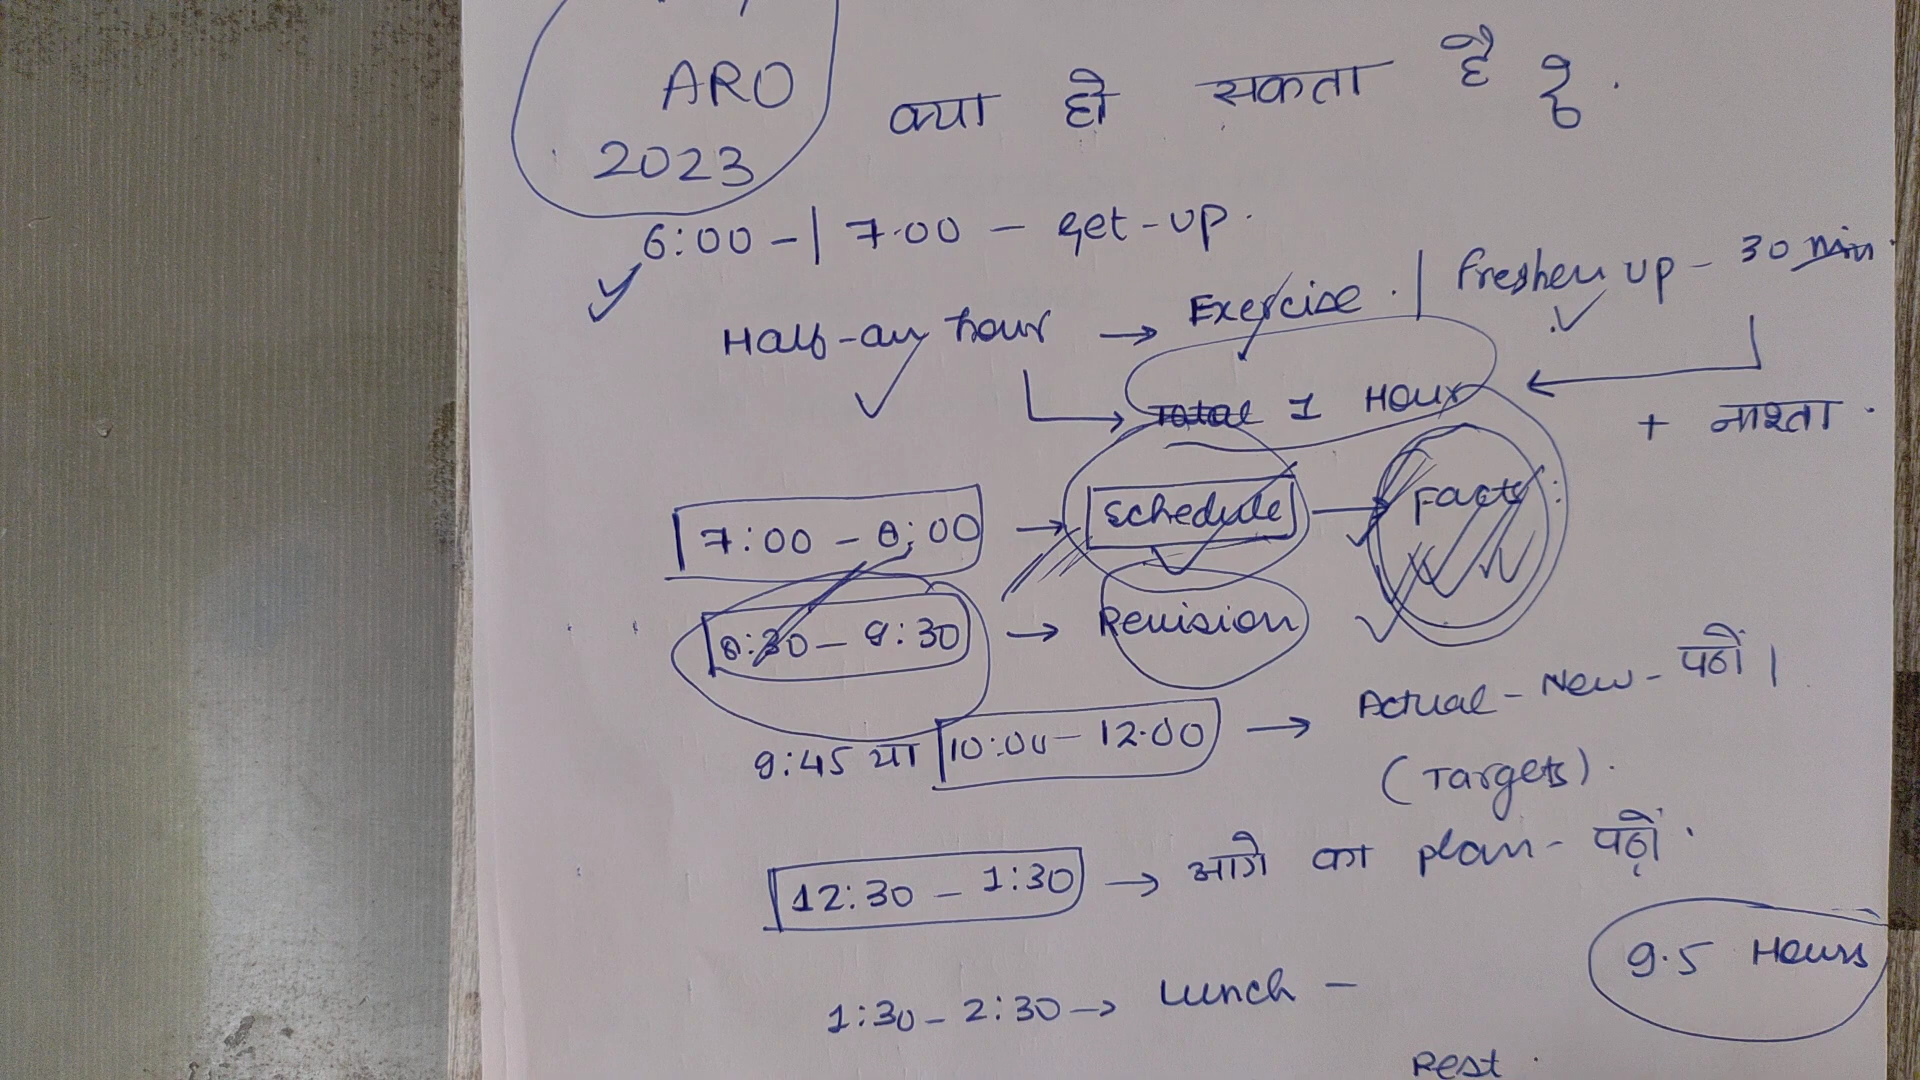 ARO
2023
क्या हो सकता है ?
6:00 - | 7.00 - get-up.
Half-an hour → Exercise. | Freshen up - 30 min.
Total 1 Hour
+ नाश्ता.
7:00 - 8:00 → Schedule → Facts:
8:30 - 9:30 → Revision
9:45 या 10:00 - 12.00 → Actual - New - पढ़ें।
(Targets).
12:30 - 1:30 → आगे का plan - पढ़ें.
9.5 Hours
1:30 - 2:30 → Lunch -
Rest.